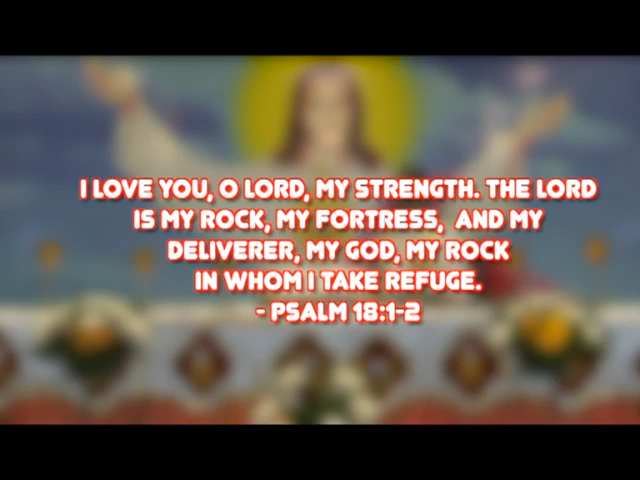 I LOVE YOU, O LORD, MY STRENGTH. THE LORD
IS MY ROCK, MY FORTRESS,  AND MY
DELIVERER, MY GOD, MY ROCK
IN WHOM I TAKE REFUGE.
- PSALM 18:1-2